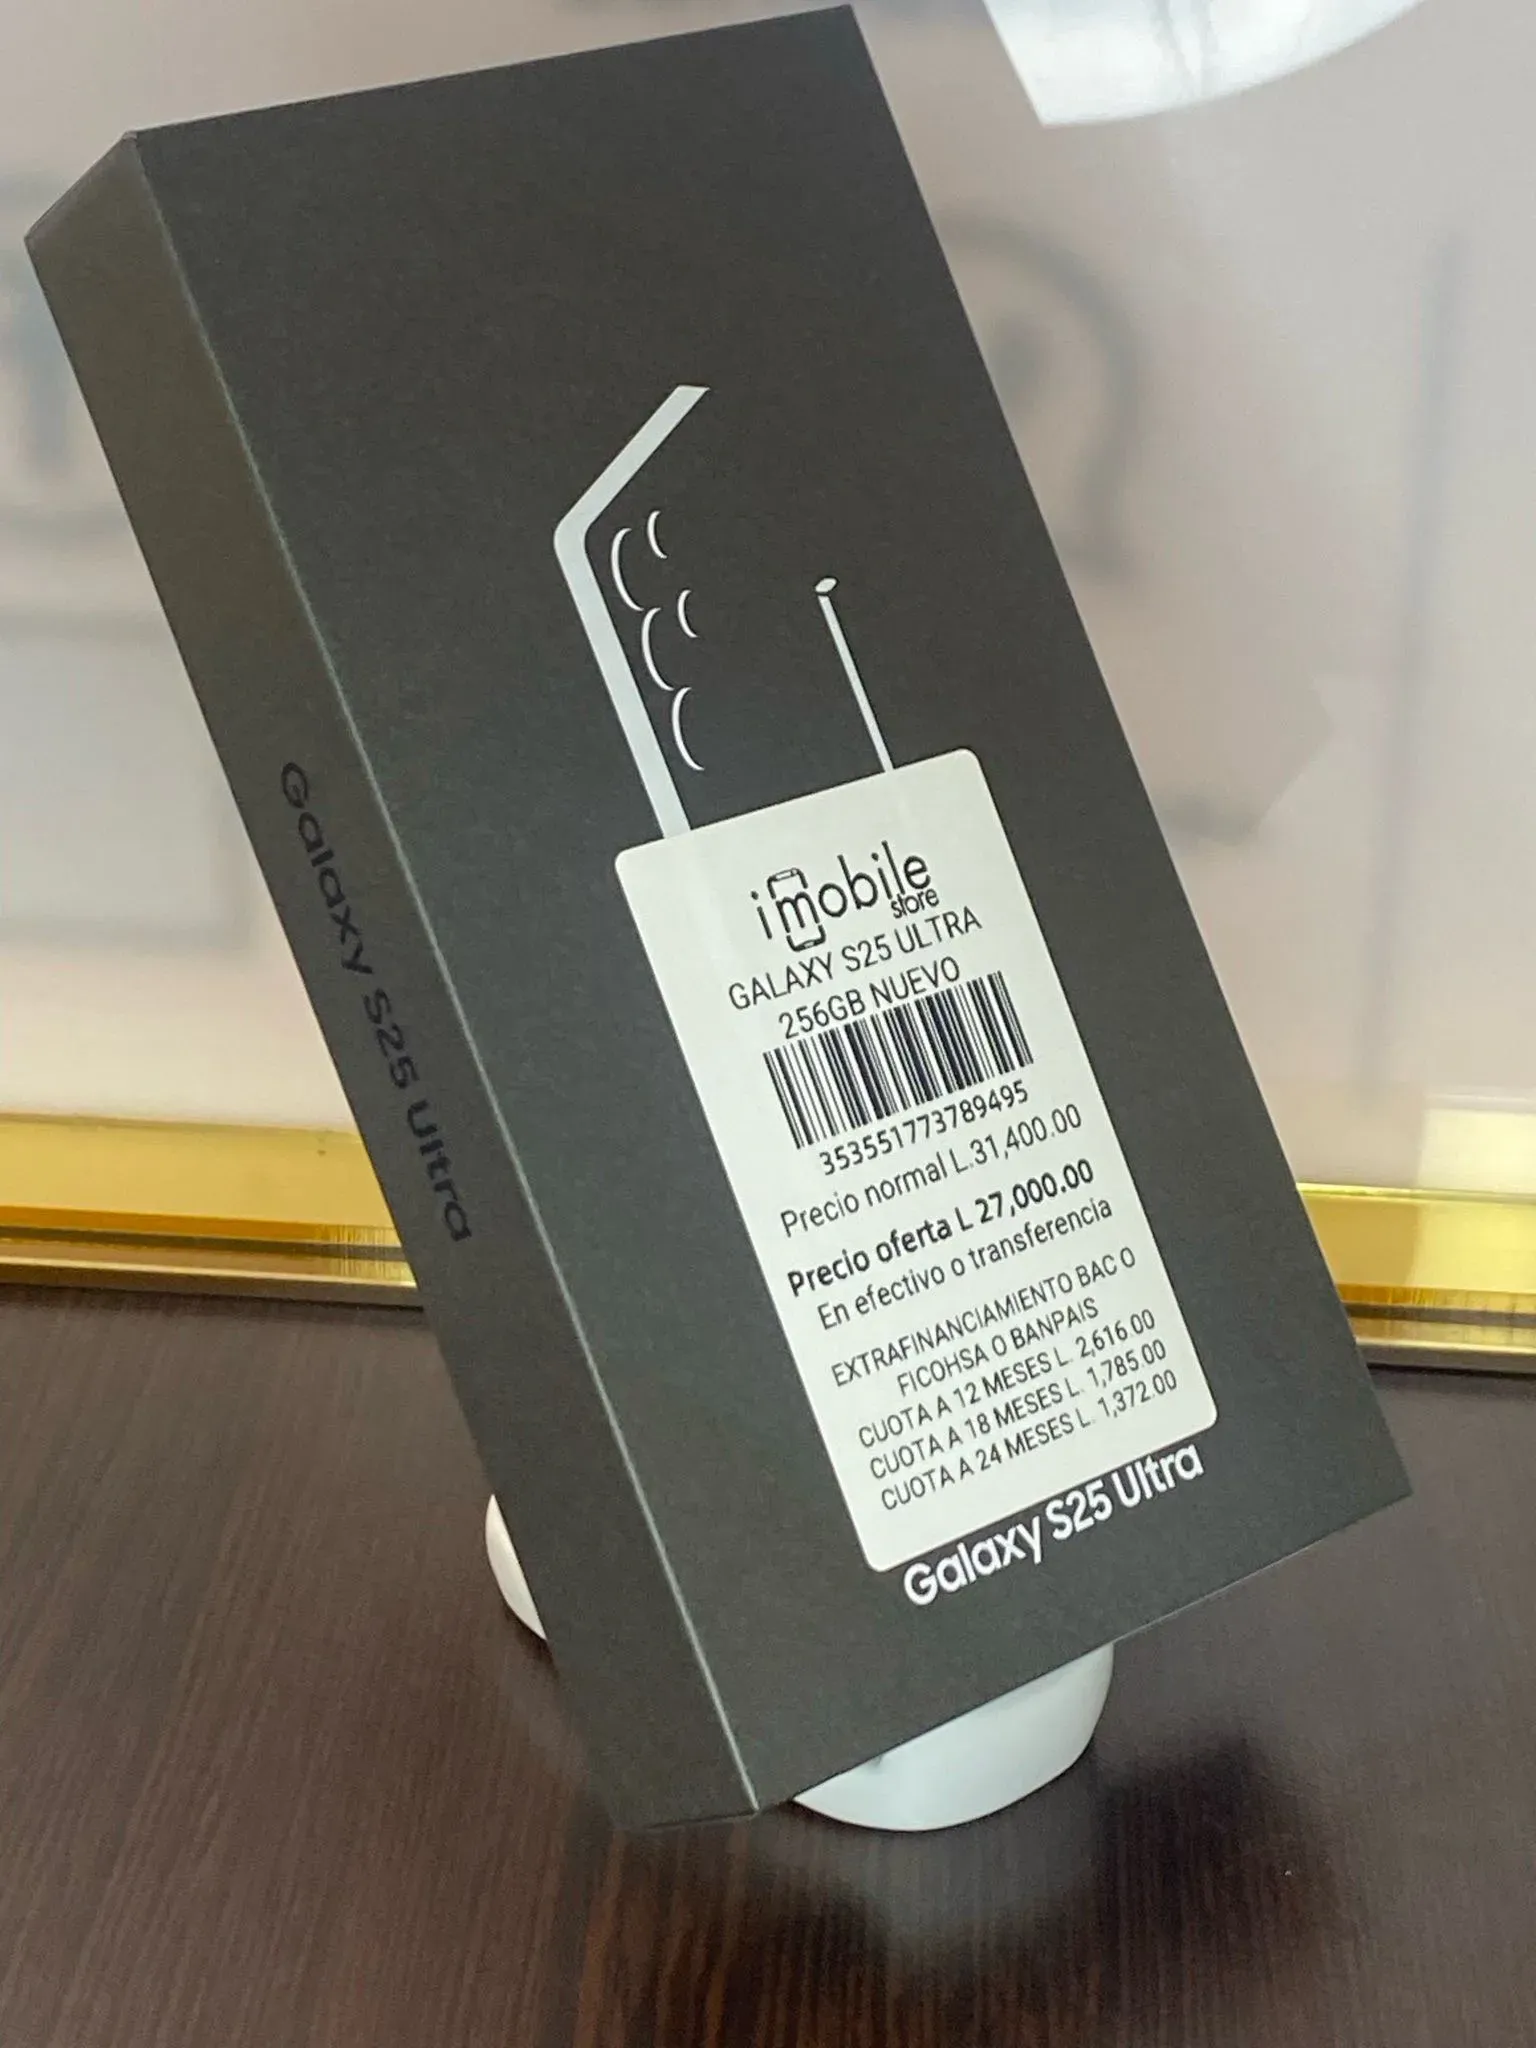 Galaxy S25 Ultra
imobile
store
GALAXY S25 ULTRA
256GB NUEVO
353551773789495
Precio normal L.31,400.00
Precio oferta L 27,000.00
En efectivo o transferencia
EXTRAFINANCIAMIENTO BAC O
FICOHSA O BANPAIS
CUOTA A 12 MESES L. 2,616.00
CUOTA A 18 MESES L. 1,785.00
CUOTA A 24 MESES L. 1,372.00
Galaxy S25 Ultra